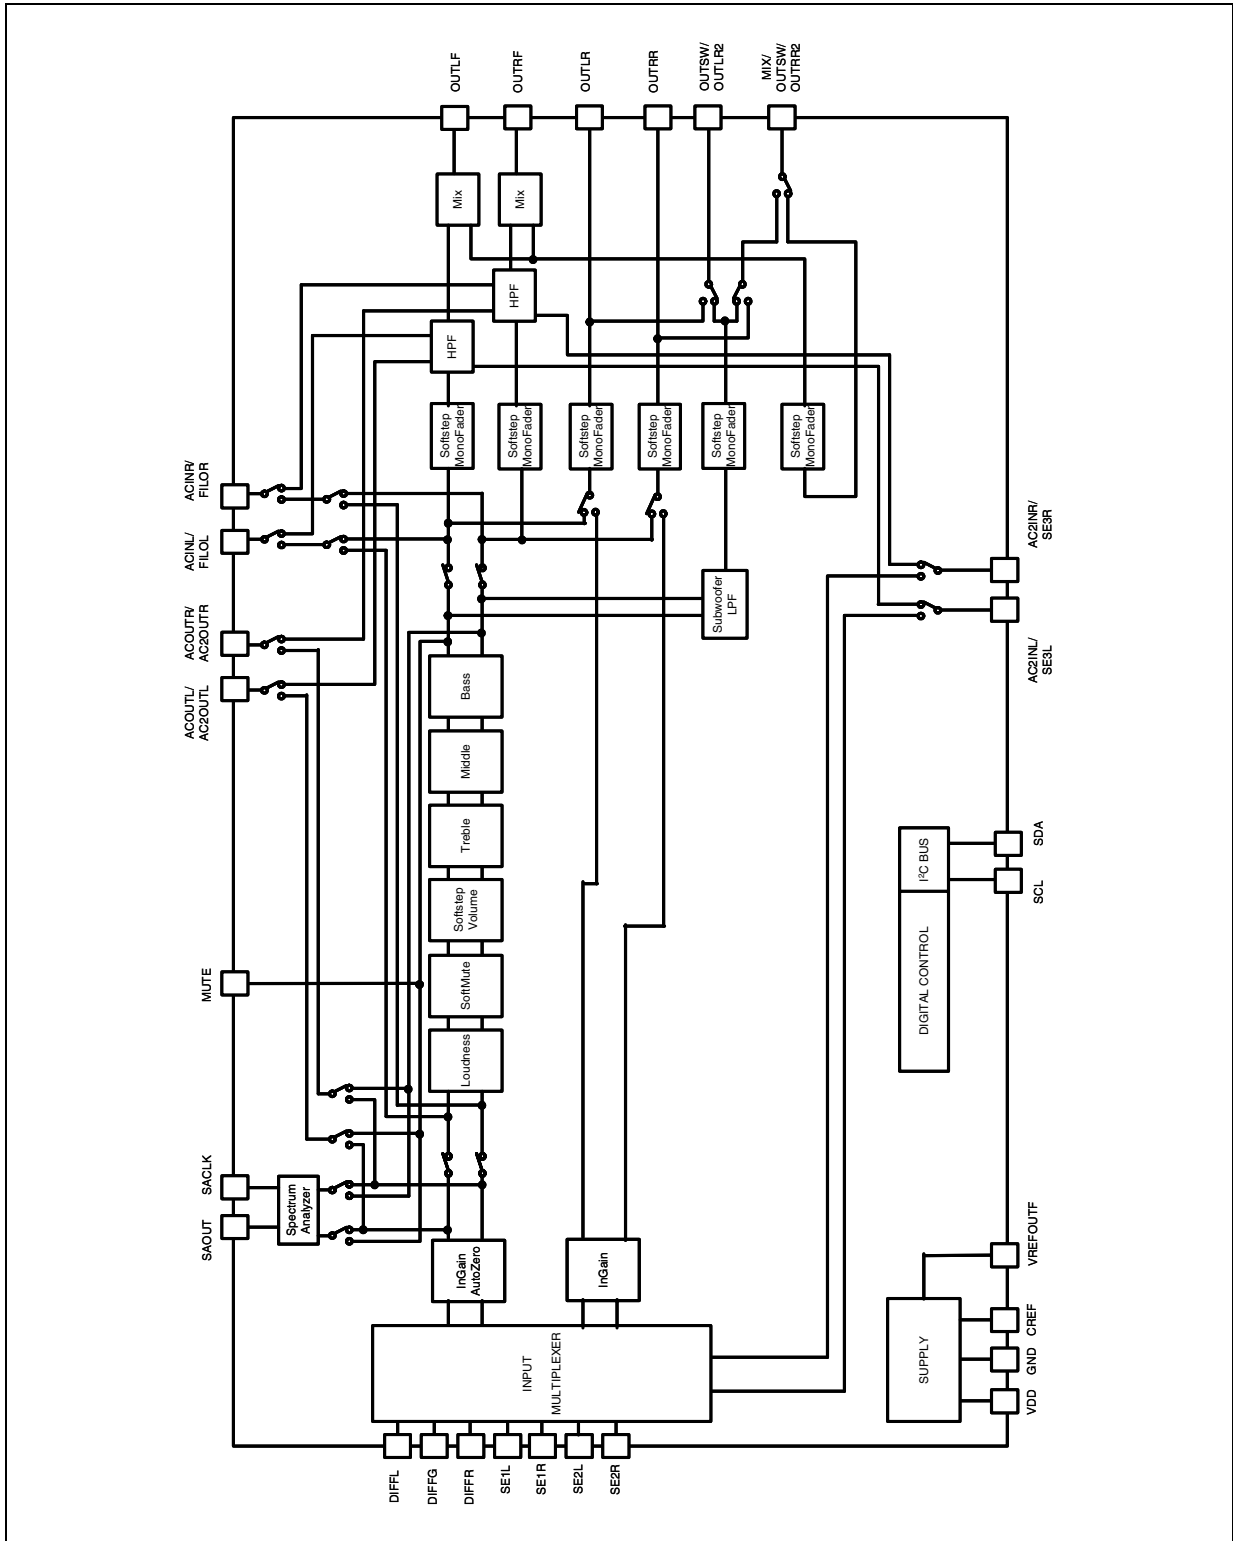 OUTLF
OUTRF
OUTLR
OUTRR
OUTSW/
OUTLR2
MIX/
OUTSW/
OUTRR2
Mix
Mix
HPF
HPF
Softstep
MonoFader
Softstep
MonoFader
Softstep
MonoFader
Softstep
MonoFader
Softstep
MonoFader
Softstep
MonoFader
ACINR/
FILOR
ACINL/
FILOL
ACOUTR/
AC2OUTR
ACOUTL/
AC2OUTL
AC2INR/
SE3R
AC2INL/
SE3L
Subwoofer
LPF
Bass
Middle
Treble
Softstep
Volume
SoftMute
Loudness
MUTE
SDA
SCL
I²C BUS
DIGITAL CONTROL
SACLK
SAOUT
Spectrum
Analyzer
InGain
AutoZero
InGain
INPUT
MULTIPLEXER
SUPPLY
VREFOUTF
CREF
GND
VDD
DIFFL
DIFFG
DIFFR
SE1L
SE1R
SE2L
SE2R